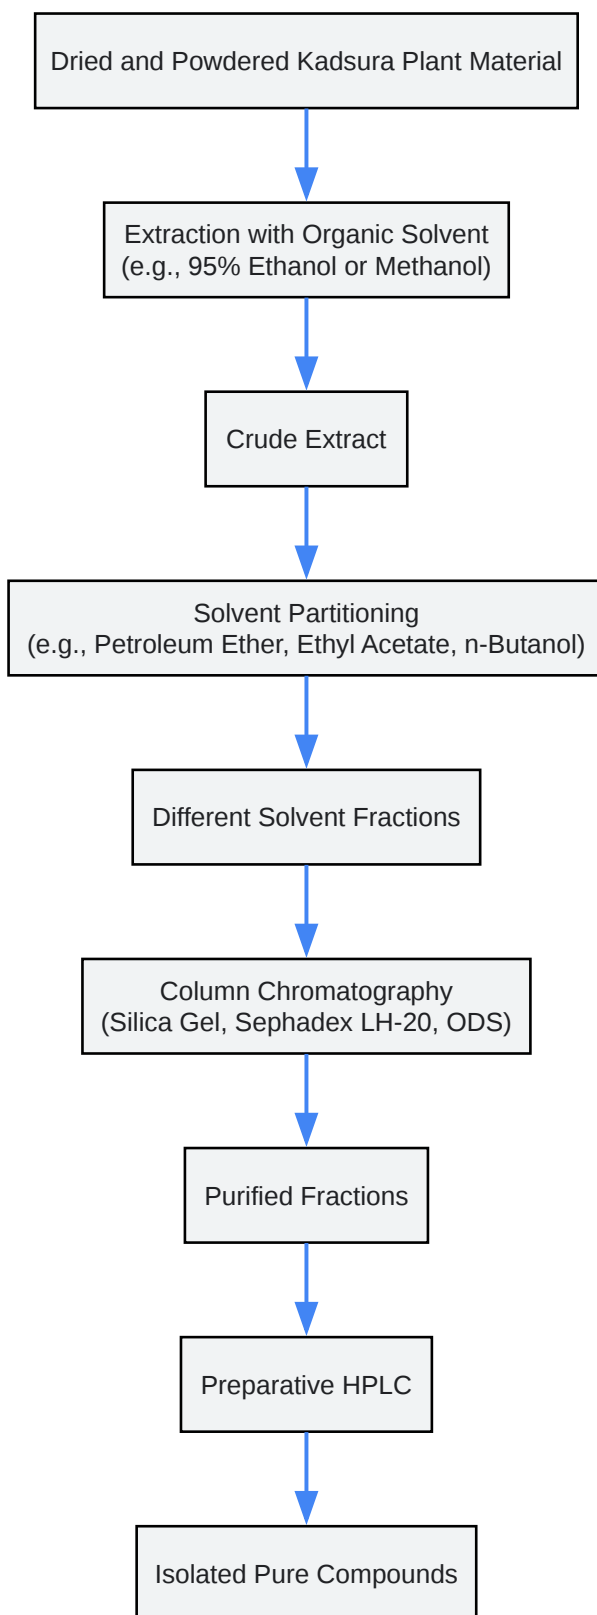 Dried and Powdered Kadsura Plant Material
Extraction with Organic Solvent
(e.g., 95% Ethanol or Methanol)
Crude Extract
Solvent Partitioning
(e.g., Petroleum Ether, Ethyl Acetate, n-Butanol)
Different Solvent Fractions
Column Chromatography
(Silica Gel, Sephadex LH-20, ODS)
Purified Fractions
Preparative HPLC
Isolated Pure Compounds